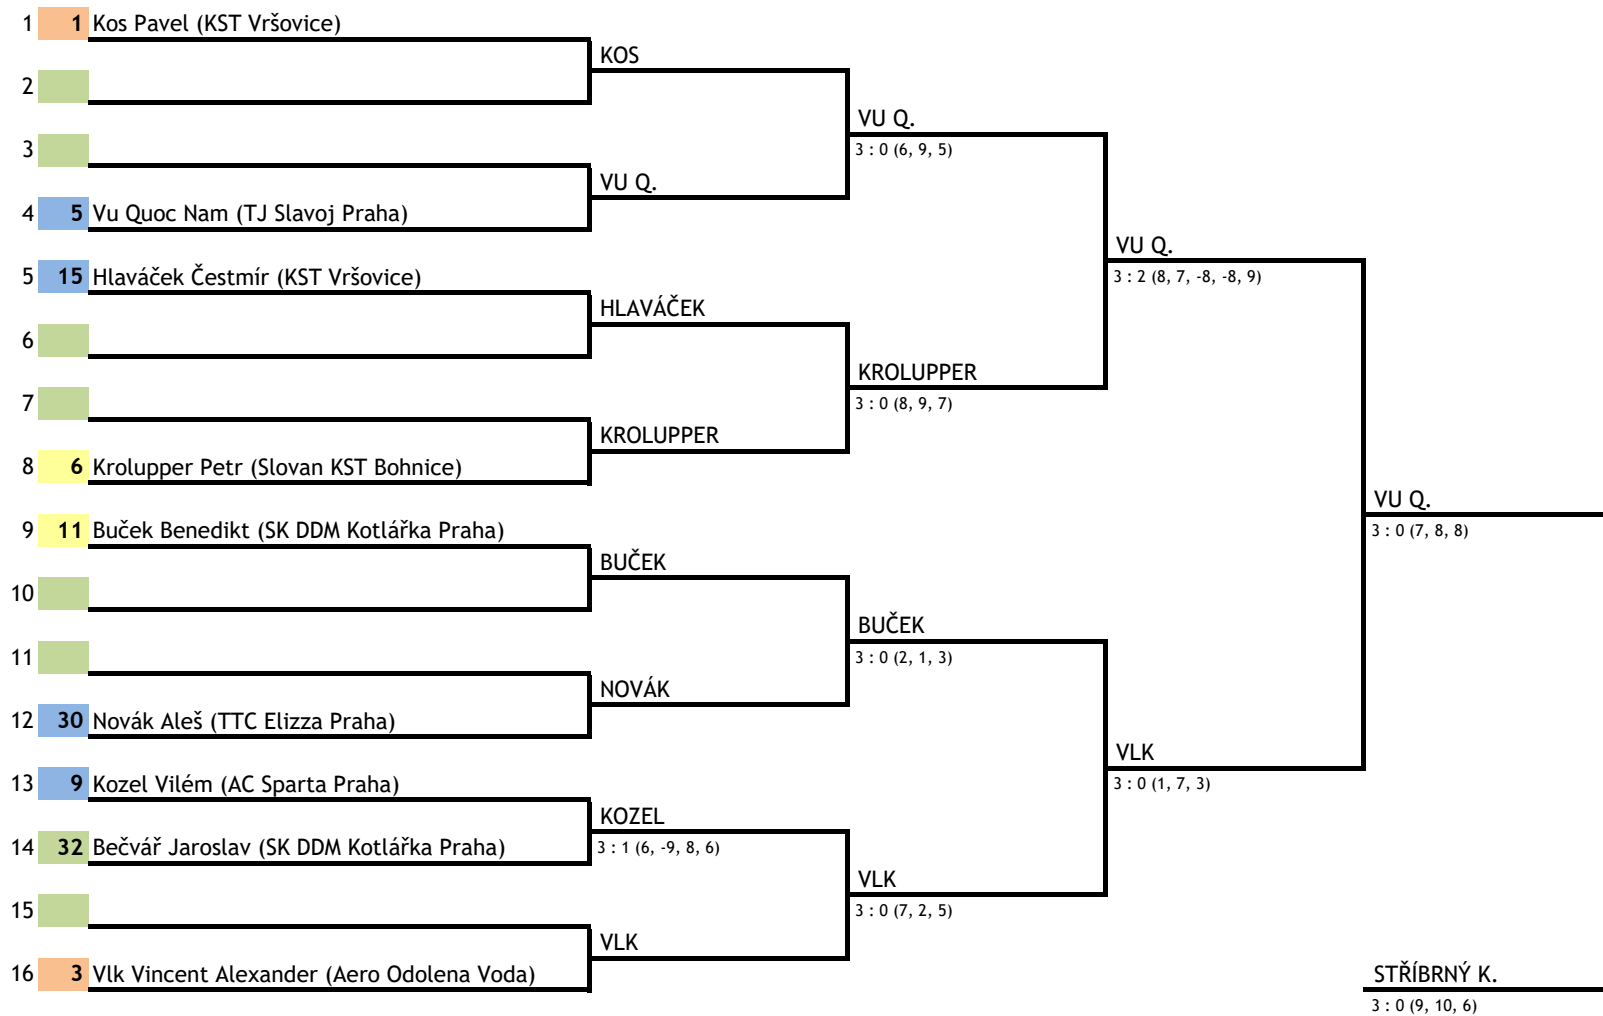 1 1 Kos Pavel (KST Vršovice)
KOS
2
VU Q.
3
3 : 0 (6, 9, 5)
VU Q.
4 5 Vu Quoc Nam (TJ Slavoj Praha)
VU Q.
5 15 Hlaváček Čestmír (KST Vršovice)
3 : 2 (8, 7, -8, -8, 9)
HLAVÁČEK
6
KROLUPPER
7
3 : 0 (8, 9, 7)
KROLUPPER
8 6 Krolupper Petr (Slovan KST Bohnice)
VU Q.
9 11 Buček Benedikt (SK DDM Kotlářka Praha)
3 : 0 (7, 8, 8)
BUČEK
10
BUČEK
11
3 : 0 (2, 1, 3)
NOVÁK
12 30 Novák Aleš (TTC Elizza Praha)
VLK
13 9 Kozel Vilém (AC Sparta Praha)
3 : 0 (1, 7, 3)
KOZEL
14 32 Bečvář Jaroslav (SK DDM Kotlářka Praha)
3 : 1 (6, -9, 8, 6)
VLK
15
3 : 0 (7, 2, 5)
VLK
16 3 Vlk Vincent Alexander (Aero Odolena Voda)
STŘÍBRNÝ K.
3 : 0 (9, 10, 6)